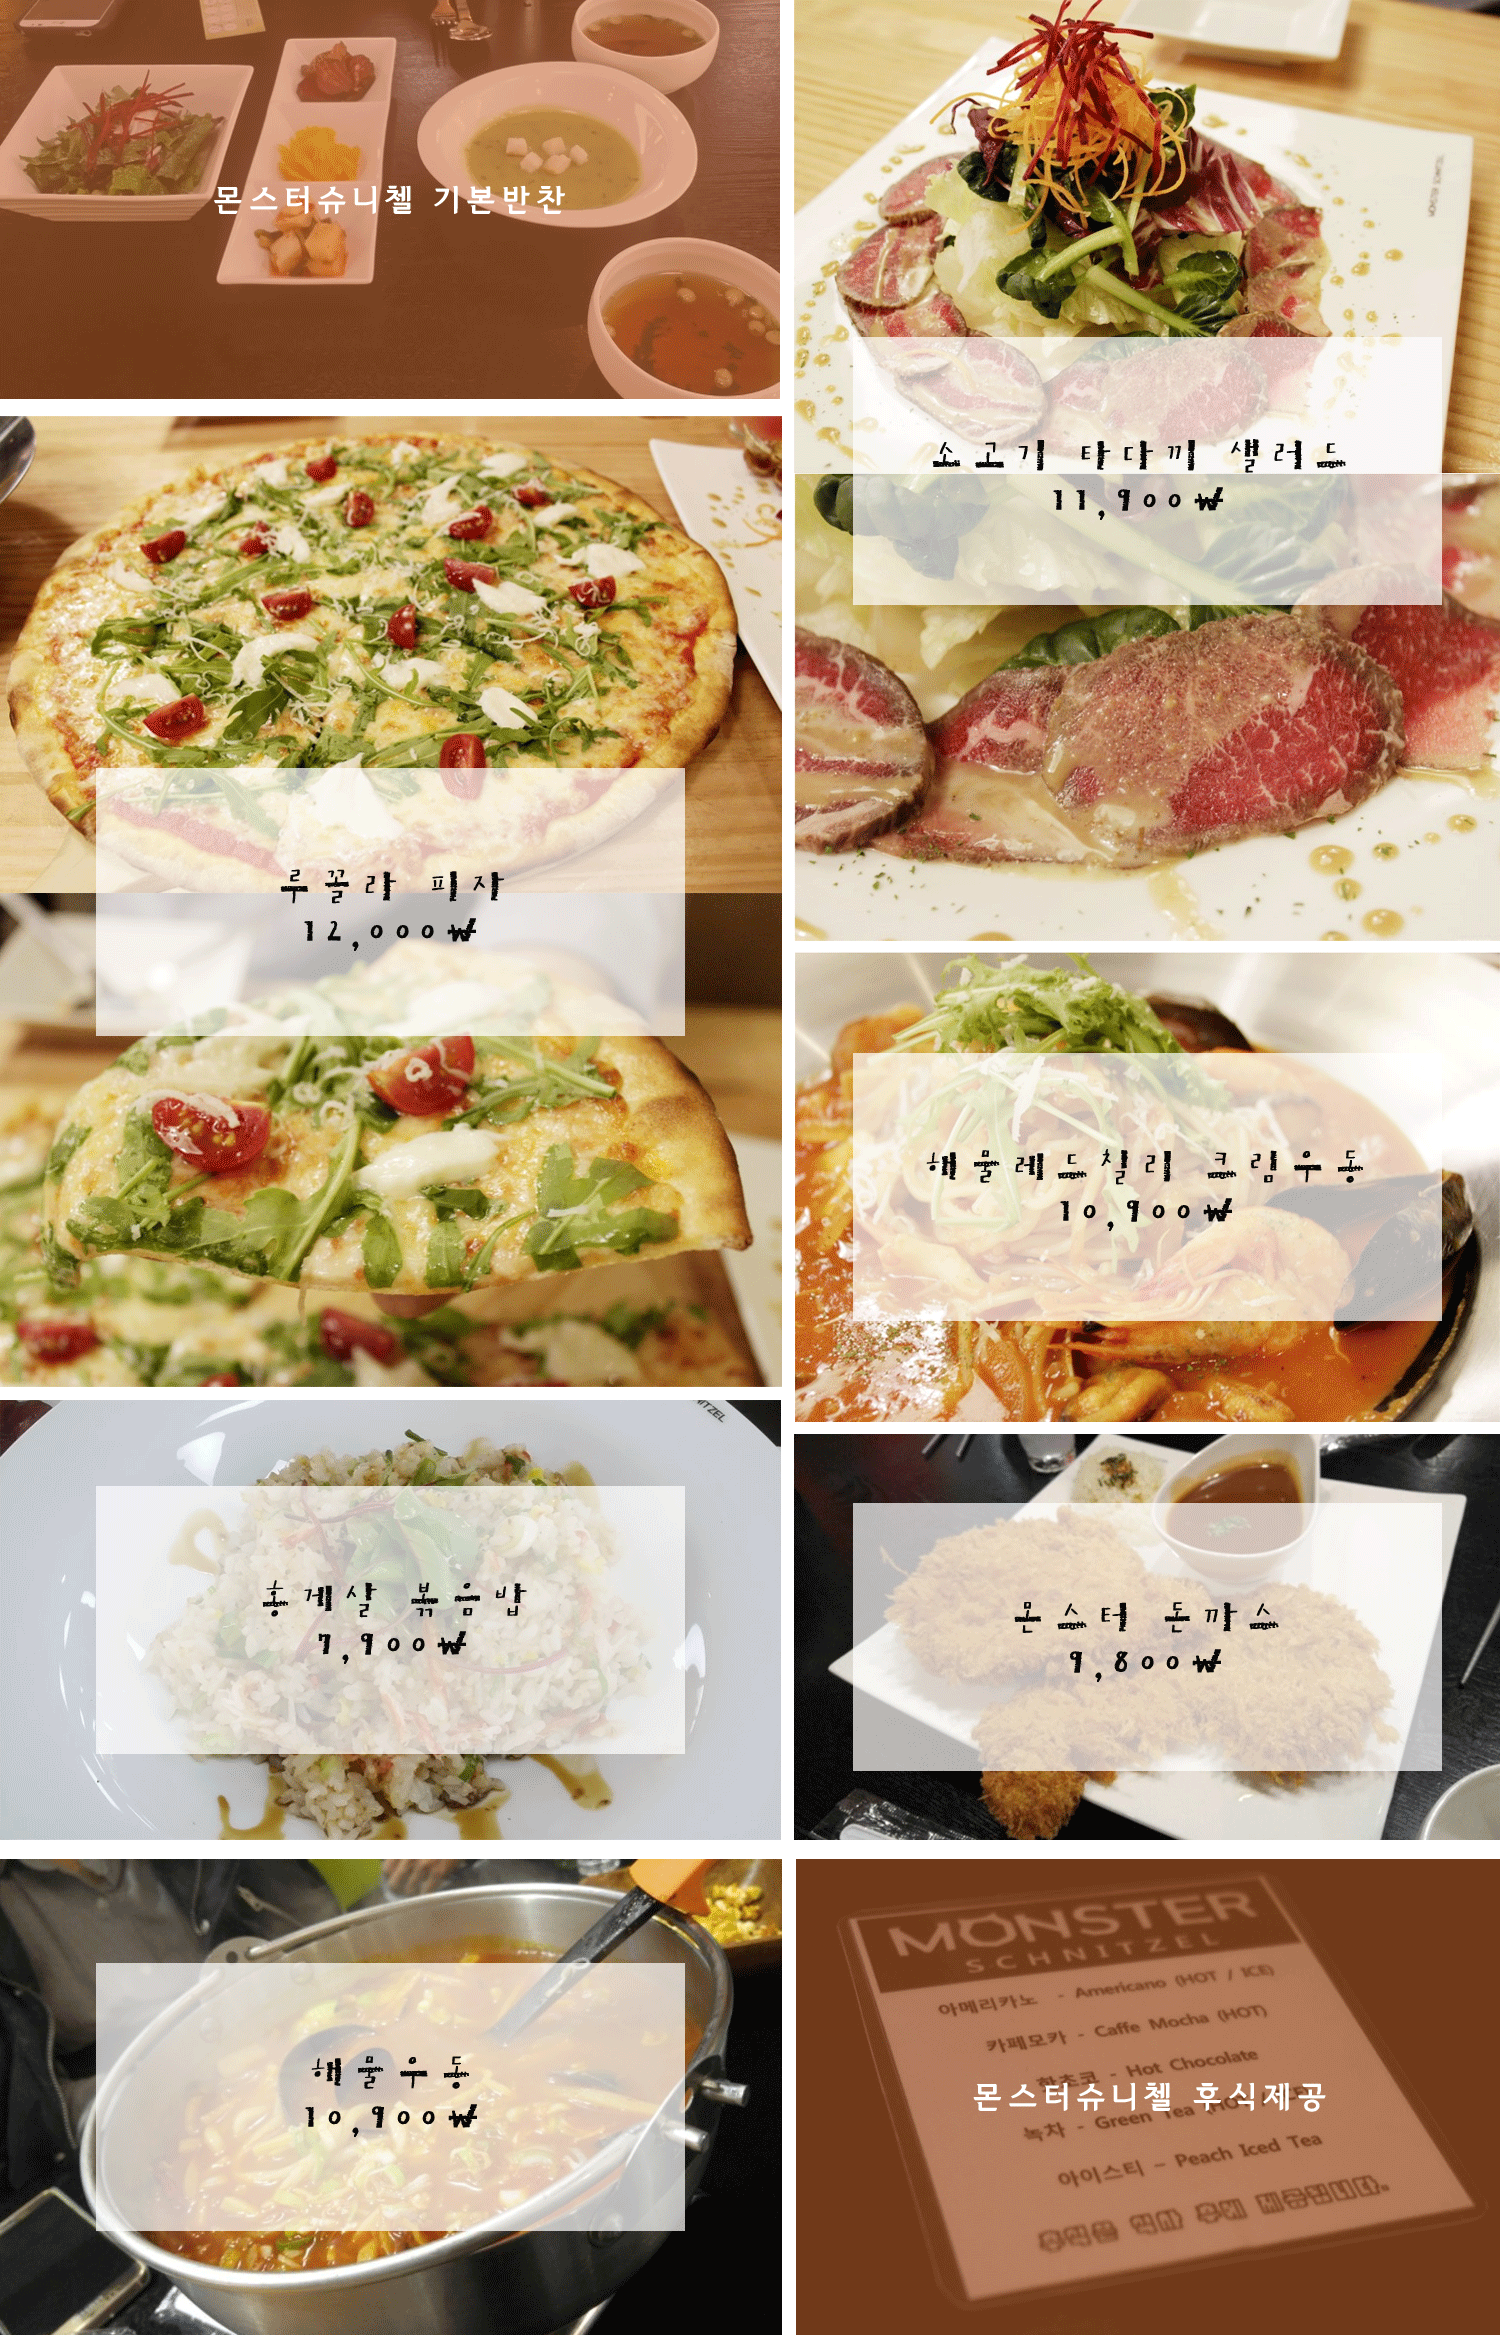 몬스터슈니첼 기본반찬
소고기 타다끼 샐러드
11,900₩
루꼴라 피자
12,000₩
해물레드칠리 크림우동
10,900₩
NITZEL
홍게살 볶음밥
7,900₩
몬스터 돈까스
9,800₩
해물우동
10,900₩
MONSTER
SCHNITZEL
아메리카노 - Americano (HOT / ICE)
카페모카 - Caffe Mocha (HOT)
핫초코 - Hot Chocolate
몬스터슈니첼 후식제공
녹차 - Green Tea
아이스티 - Peach Iced Tea